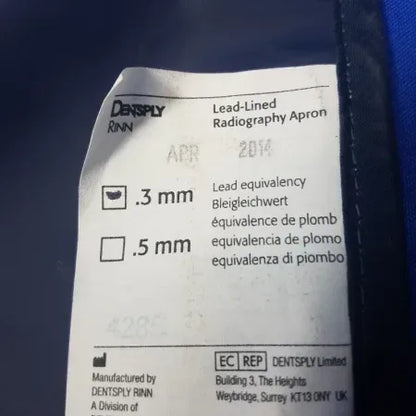 DENTSPLY
RINN
Lead-Lined
Radiography Apron
APR 2014
.3 mm
Lead equivalency
Bleigleichwert
équivalence de plomb
.5 mm
equivalencia de plomo
equivalenza di piombo
Manufactured by
DENTSPLY RINN
A Division of
EC REP DENTSPLY Limited
Building 3, The Heights
Weybridge, Surrey KT13 0NY UK